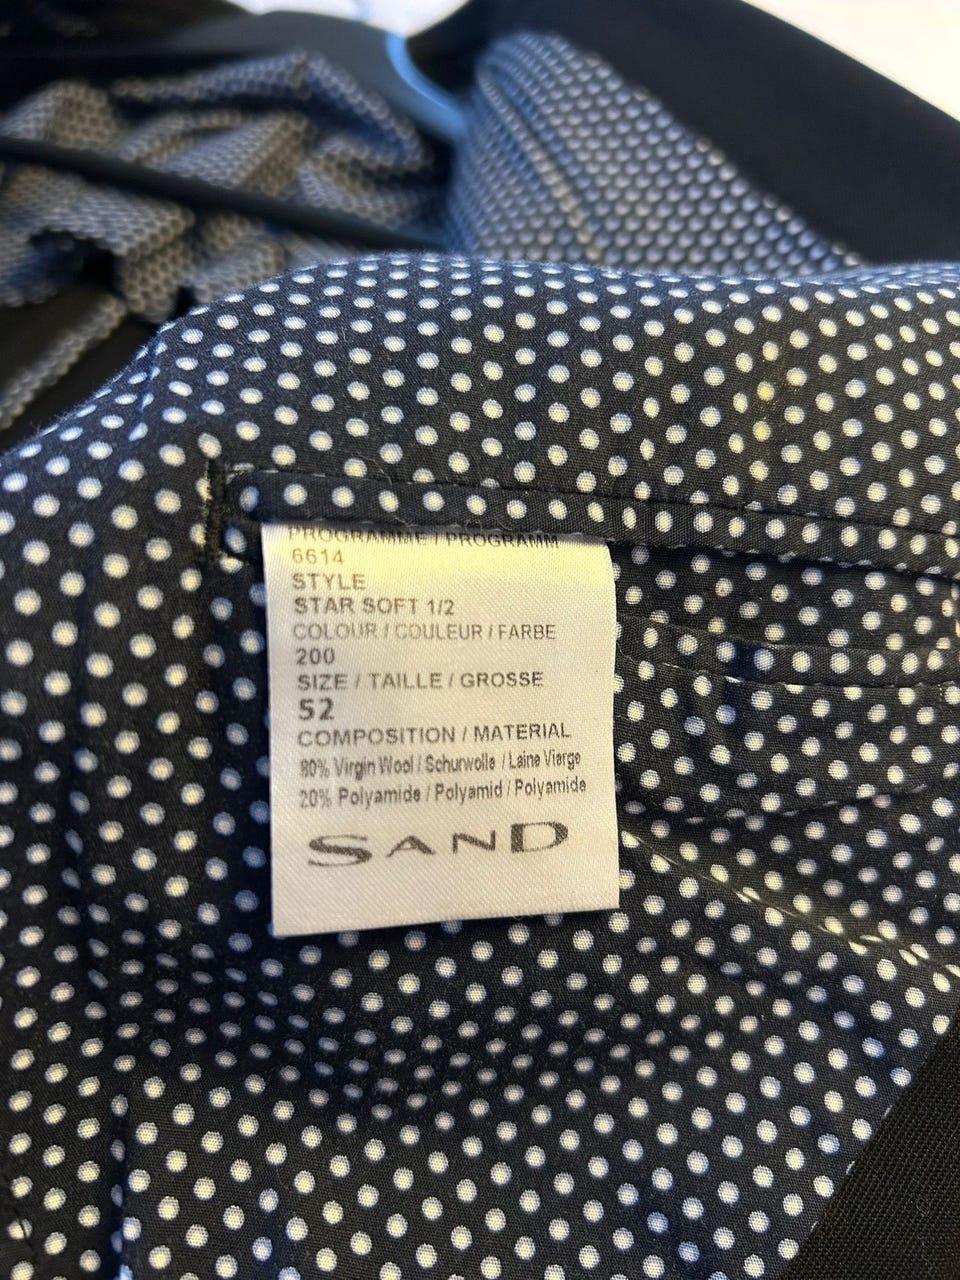 PROGRAMME / PROGRAMM
6614
STYLE
STAR SOFT 1/2
COLOUR / COULEUR / FARBE
200
SIZE / TAILLE / GROSSE
52
COMPOSITION / MATERIAL
80% Virgin Wool / Schurwolle / Laine Vierge
20% Polyamide / Polyamid / Polyamide
SAND